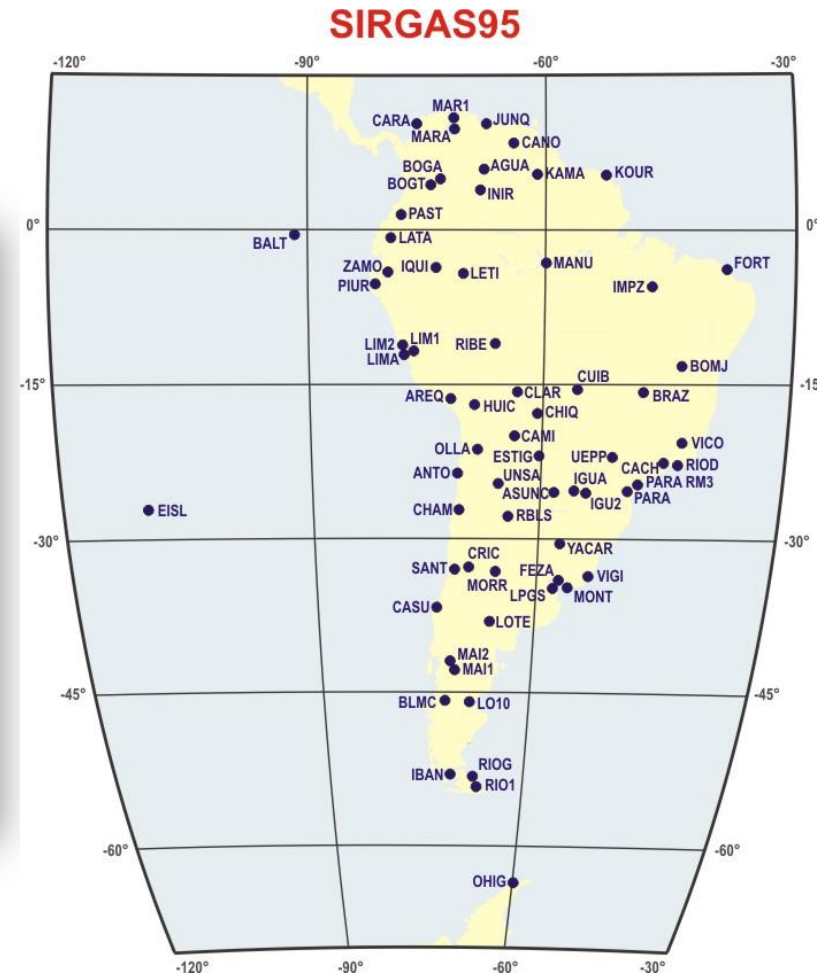 SIRGAS95
-120° -90° -60° -30°
MAR1
CARA JUNQ
MARA
CANO
BOGA AGUA
KAMA KOUR
BOGT
INIR
PAST
0° 0°
BALT LATA
ZAMO IQUI MANU FORT
LETI
PIUR IMPZ
LIM2 LIM1 RIBE
LIMA
BOMJ
CUIB
-15° -15
AREQ CLAR BRAZ
HUIC CHIQ
CAMI
VICO
OLLA
ESTIG UEPP
CACH RIOD
ANTO UNSA IGUA PARA RM3
ASUNC IGU2 PARA
EISL CHAM RBLS
-30° -30°
YACAR
CRIC
SANT FEZA VIGI
MORR
LPGS MONT
CASU
LOTE
MAI2
MAI1
-45° -45°
BLMC LO10
RIOG
IBAN
RIO1
-60° -60°
OHIG
-120° -90° -60° -30°